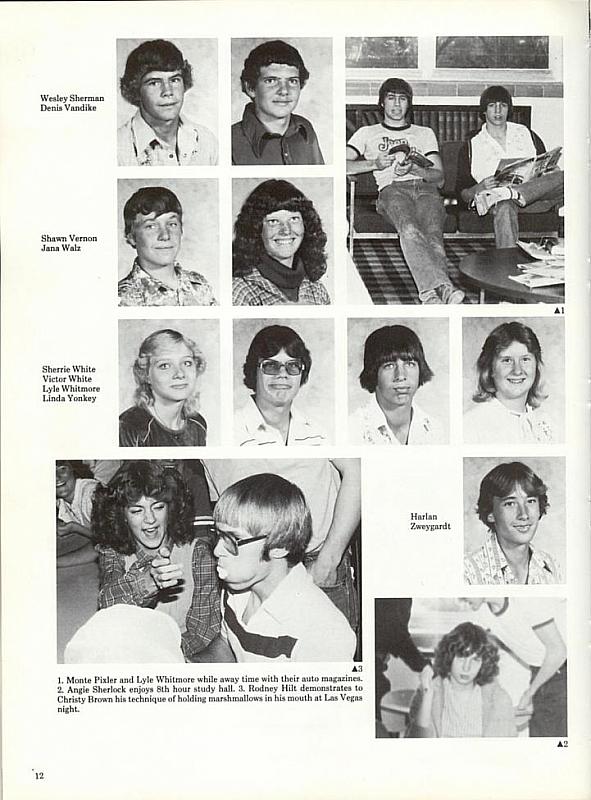 Wesley Sherman
Denis Vandike
Jeep
▲1
Shawn Vernon
Jana Walz
Sherrie White
Victor White
Lyle Whitmore
Linda Yonkey
Harlan
Zweygardt
▲3
1. Monte Pixler and Lyle Whitmore while away time with their auto magazines.
2. Angie Sherlock enjoys 8th hour study hall. 3. Rodney Hilt demonstrates to
Christy Brown his technique of holding marshmallows in his mouth at Las Vegas
night.
▲2
12